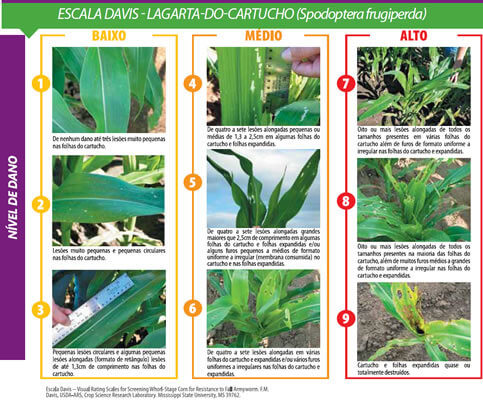 ESCALA DAVIS - LAGARTA-DO-CARTUCHO (Spodoptera frugiperda)
NÍVEL DE DANO
BAIXO
1
De nenhum dano até três lesões muito pequenas
nas folhas do cartucho.
2
Lesões muito pequenas e pequenas circulares
nas folhas do cartucho.
3
Pequenas lesões circulares e algumas pequenas
lesões alongadas (formato de retângulo) lesões
de até 1,3cm de comprimento nas folhas do
cartucho.
MÉDIO
4
De quatro a sete lesões alongadas pequenas ou
médias de 1,3 a 2,5cm em algumas folhas do
cartucho e folhas expandidas.
5
De quatro a sete lesões alongadas grandes
maiores que 2,5cm de comprimento em algumas
folhas do cartucho e folhas expandidas e/ou
alguns furos pequenos a médios de formato
uniforme a irregular (membrana consumida) no
cartucho e nas folhas expandidas.
6
De quatro a sete lesões alongadas em várias
folhas do cartucho e expandidas e/ou vários furos
uniformes a irregulares nas folhas do cartucho e
expandidas.
ALTO
7
Oito ou mais lesões alongadas de todos os
tamanhos presentes em várias folhas do
cartucho além de furos de formato uniforme a
irregular nas folhas do cartucho e expandidas.
8
Oito ou mais lesões alongadas de todos os
tamanhos presentes na maioria das folhas do
cartucho, além de muitos furos médios a grandes
de formato uniforme a irregular nas folhas do
cartucho e expandidas.
9
Cartucho e folhas expandidas quase ou
totalmente destruídos.
Escala Davis – Visual Rating Scales for Screening Whorl-Stage Corn for Resistance to Fall Armyworm. F.M.
Davis, USDA-ARS, Crop Science Research Laboratory. Mississippi State University, MS 39762.